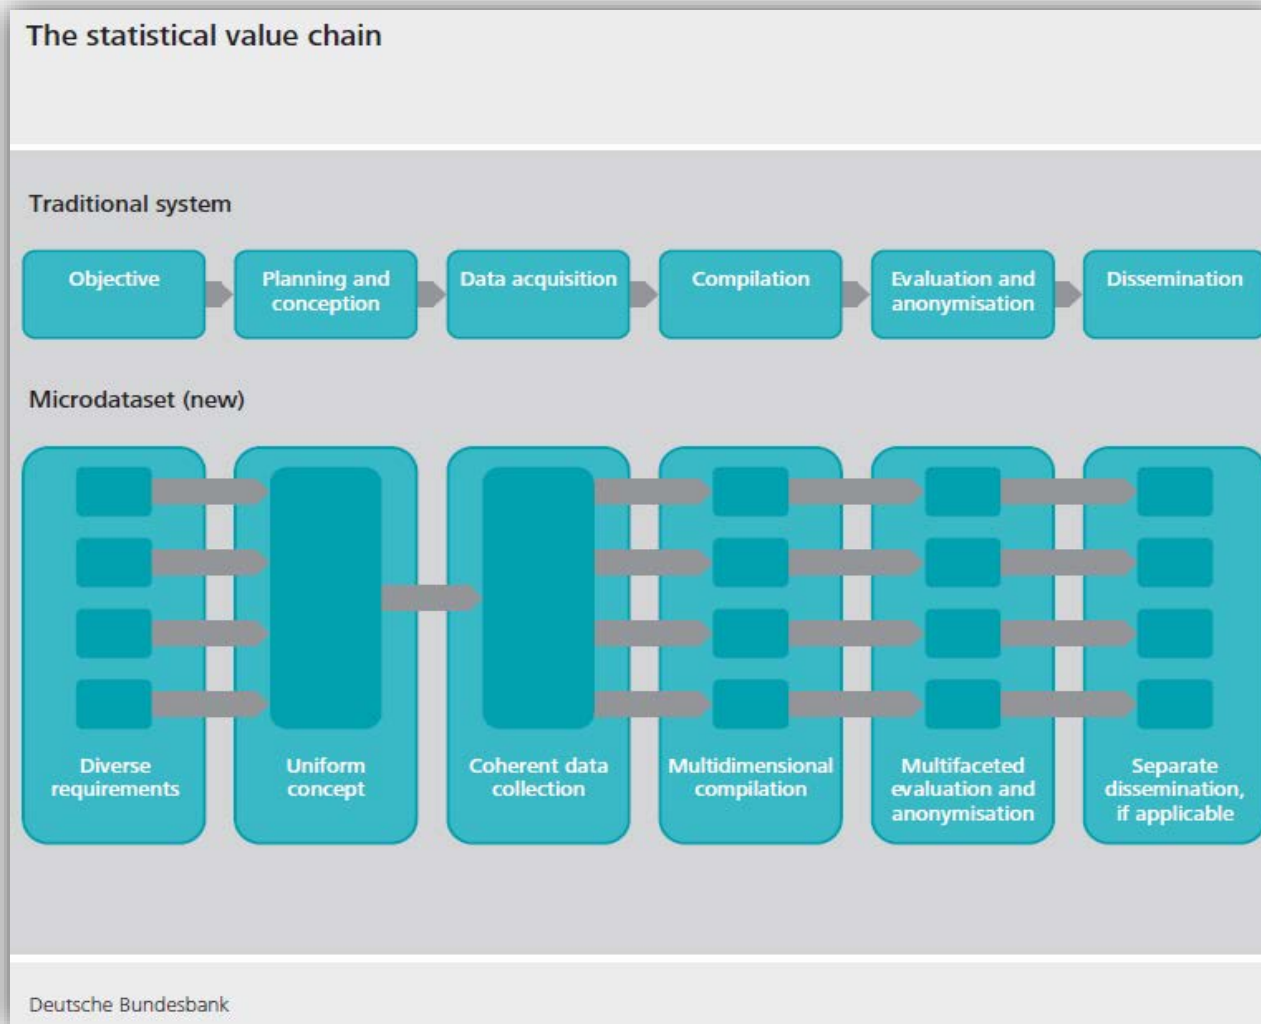 The statistical value chain
Traditional system
Objective
Planning and
conception
Data acquisition
Compilation
Evaluation and
anonymisation
Dissemination
Microdataset (new)
Diverse
requirements
Uniform
concept
Coherent data
collection
Multidimensional
compilation
Multifaceted
evaluation and
anonymisation
Separate
dissemination,
if applicable
Deutsche Bundesbank